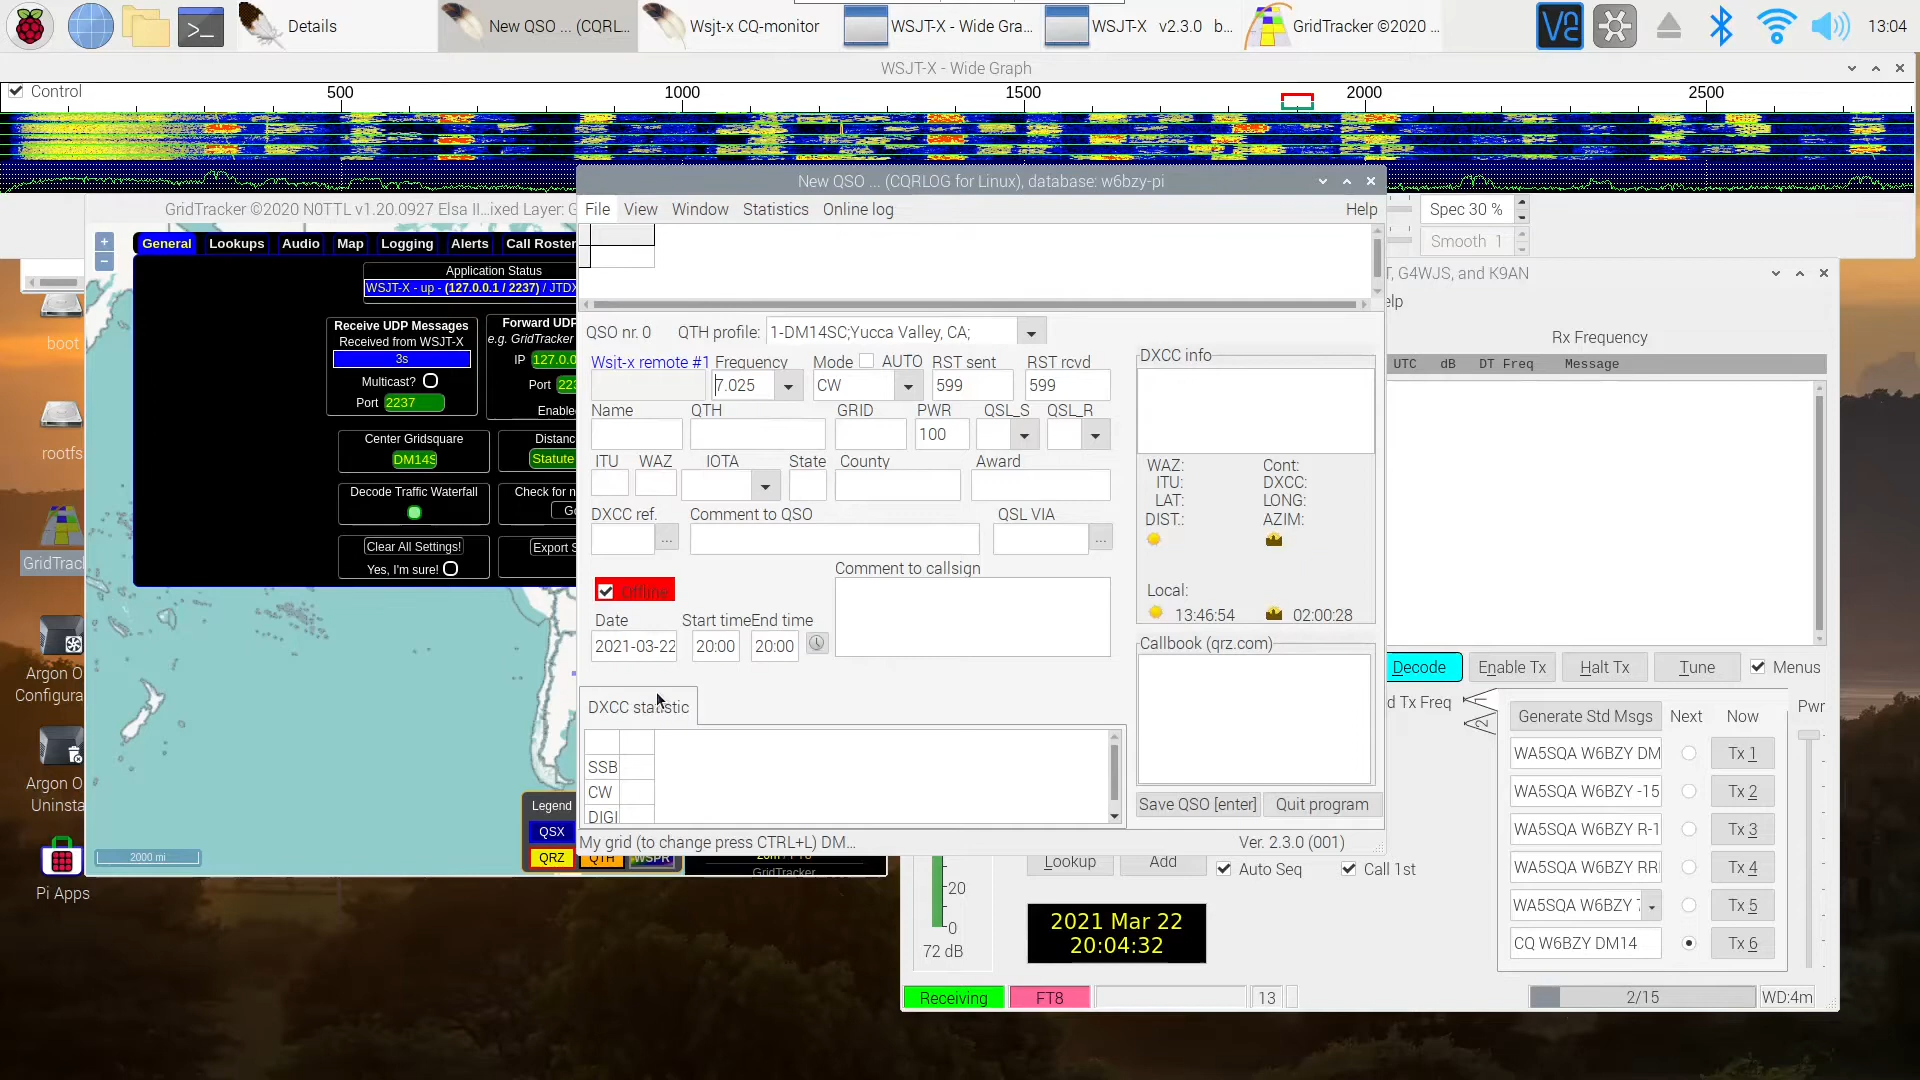 Details
New QSO ... (CQRL...
Wsjt-x CQ-monitor
WSJT-X - Wide Gra...
WSJT-X v2.3.0 b...
GridTracker ©2020 ...
13:04
WSJT-X - Wide Graph
Control
500
1000
1500
2000
2500
New QSO ... (CQRLOG for Linux), database: w6bzy-pi
GridTracker ©2020 N0TTL v1.20.0927 Elsa II...ixed Layer: G
File View Window Statistics Online log Help
Spec 30 %
Smooth 1
+
−
General Lookups Audio Map Logging Alerts Call Roster
Application Status
WSJT-X - up - (127.0.0.1 / 2237) / JTDX
Receive UDP Messages
Received from WSJT-X
3s
Multicast?
Port 2237
Forward UDP
e.g. GridTracker
IP 127.0.0
Port 223
Enable
Center Gridsquare
DM14S
Distanc
Statute
Decode Traffic Waterfall
Check for n
Go
Clear All Settings!
Yes, I'm sure!
Export S
boot
rootfs
GridTrac
Argon O
Configura
Argon O
Uninsta
Pi Apps
2000 mi
Legend
QSX
QRZ QTH WSPR
GridTracker
QSO nr. 0 QTH profile: 1-DM14SC;Yucca Valley, CA;
Wsjt-x remote #1 Frequency Mode AUTO RST sent RST rcvd
7.025 CW 599 599
Name QTH GRID PWR QSL_S QSL_R
100
ITU WAZ IOTA State County Award
DXCC ref. Comment to QSO QSL VIA
...
...
Offline
Comment to callsign
Date Start time End time
2021-03-22 20:00 20:00
DXCC statistic
SSB
CW
DIGI
DXCC info
WAZ: Cont:
ITU: DXCC:
LAT: LONG:
DIST.: AZIM:
Local:
13:46:54 02:00:28
Callbook (qrz.com)
Save QSO [enter] Quit program
My grid (to change press CTRL+L) DM...
Ver. 2.3.0 (001)
T, G4WJS, and K9AN
elp
Rx Frequency
UTC dB DT Freq Message
Decode Enable Tx Halt Tx Tune Menus
d Tx Freq
1
2
Generate Std Msgs Next Now
Pwr
WA5SQA W6BZY DM Tx 1
WA5SQA W6BZY -15 Tx 2
WA5SQA W6BZY R-1 Tx 3
WA5SQA W6BZY RR Tx 4
WA5SQA W6BZY 7 Tx 5
CQ W6BZY DM14 Tx 6
Lookup Add Auto Seq Call 1st
20
0
72 dB
2021 Mar 22
20:04:32
Receiving FT8 13 2/15 WD:4m